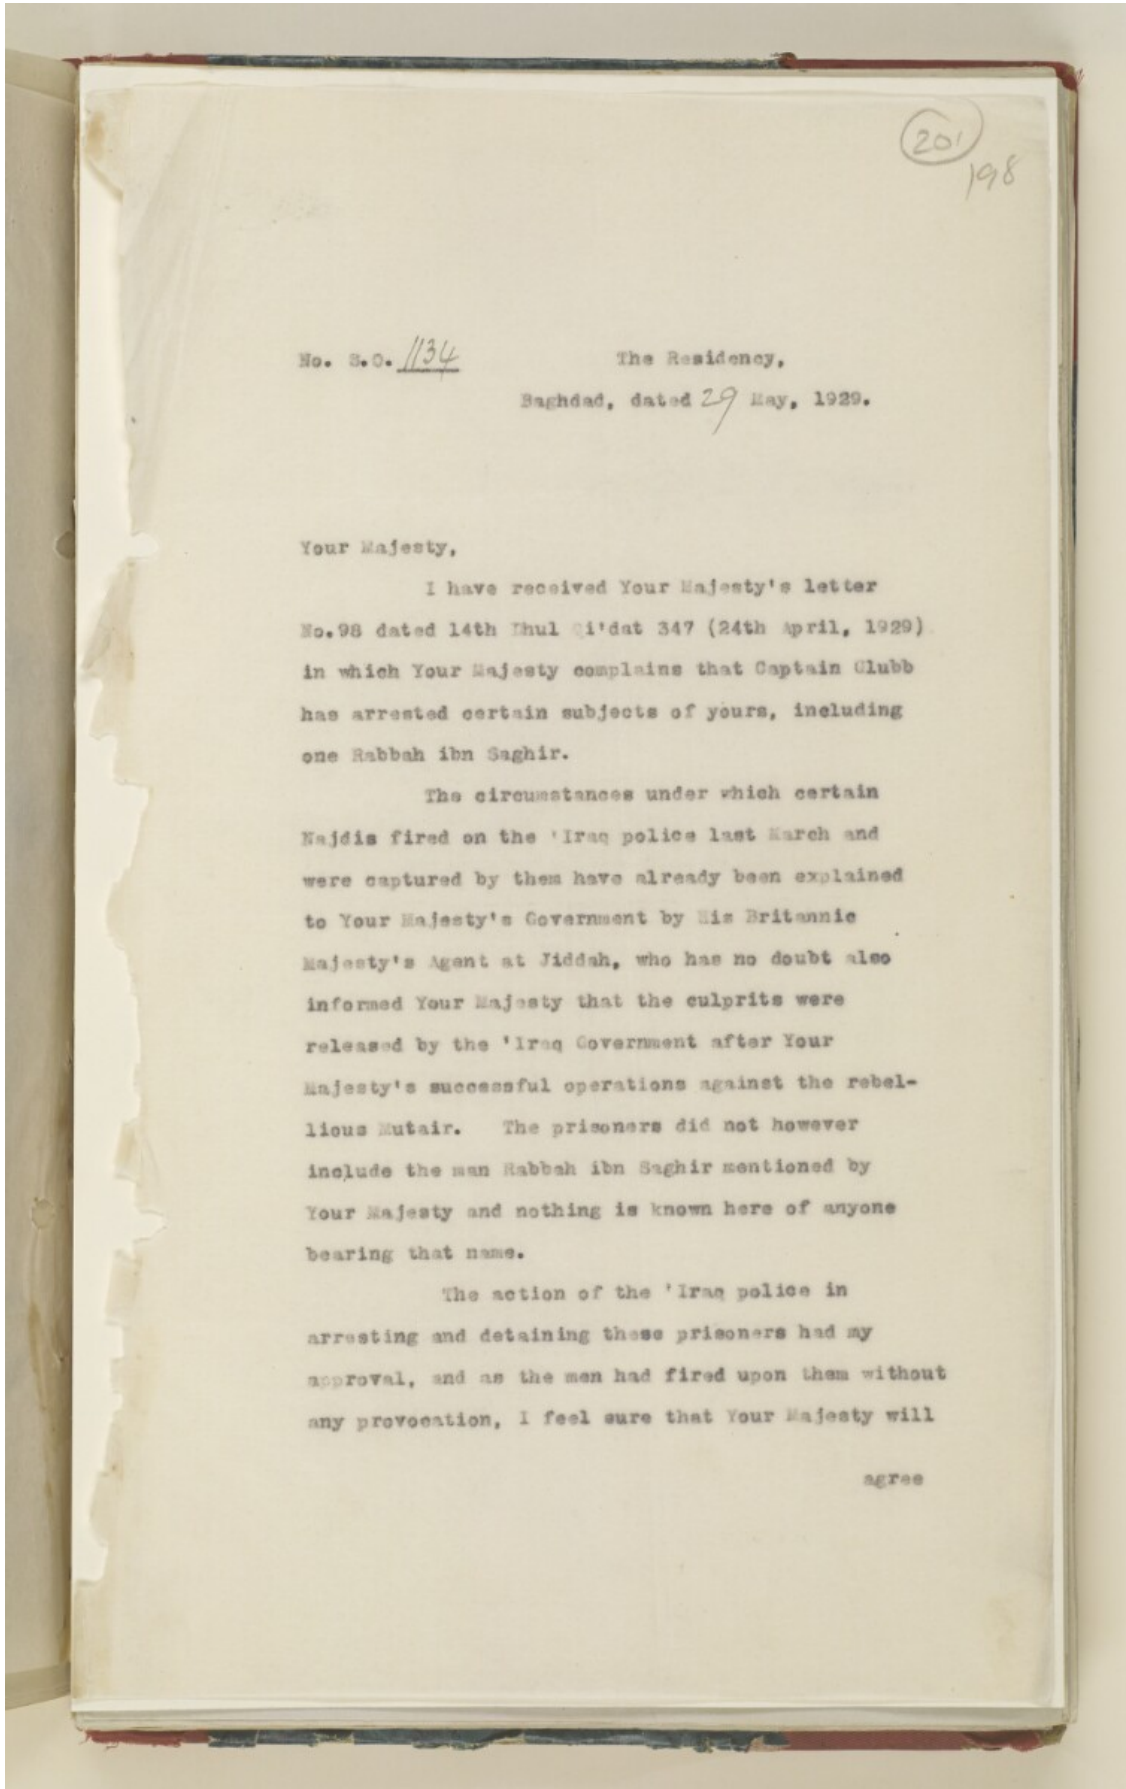 201
198
No. S.O. 1134 The Residency,
Baghdad, dated 29 May, 1929.
Your Majesty,
I have received Your Majesty's letter
No.98 dated 14th Dhul Qi'dat 347 (24th April, 1929)
in which Your Majesty complains that Captain Glubb
has arrested certain subjects of yours, including
one Rabbah ibn Saghir.
The circumstances under which certain
Najdis fired on the 'Iraq police last March and
were captured by them have already been explained
to Your Majesty's Government by His Britannic
Majesty's Agent at Jiddah, who has no doubt also
informed Your Majesty that the culprits were
released by the 'Iraq Government after Your
Majesty's successful operations against the rebel-
lious Mutair. The prisoners did not however
include the man Rabbah ibn Saghir mentioned by
Your Majesty and nothing is known here of anyone
bearing that name.
The action of the 'Iraq police in
arresting and detaining these prisoners had my
approval, and as the men had fired upon them without
any provocation, I feel sure that Your Majesty will
agree